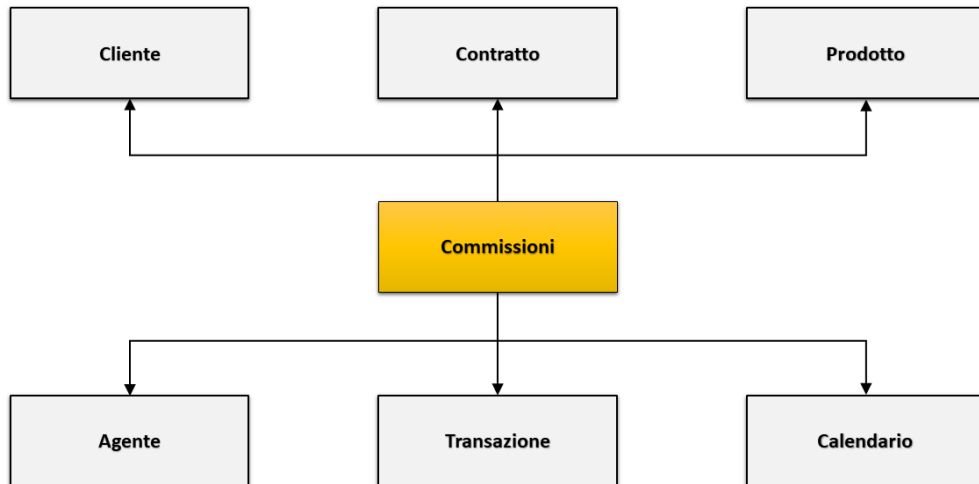 Cliente
Contratto
Prodotto
Commissioni
Agente
Transazione
Calendario